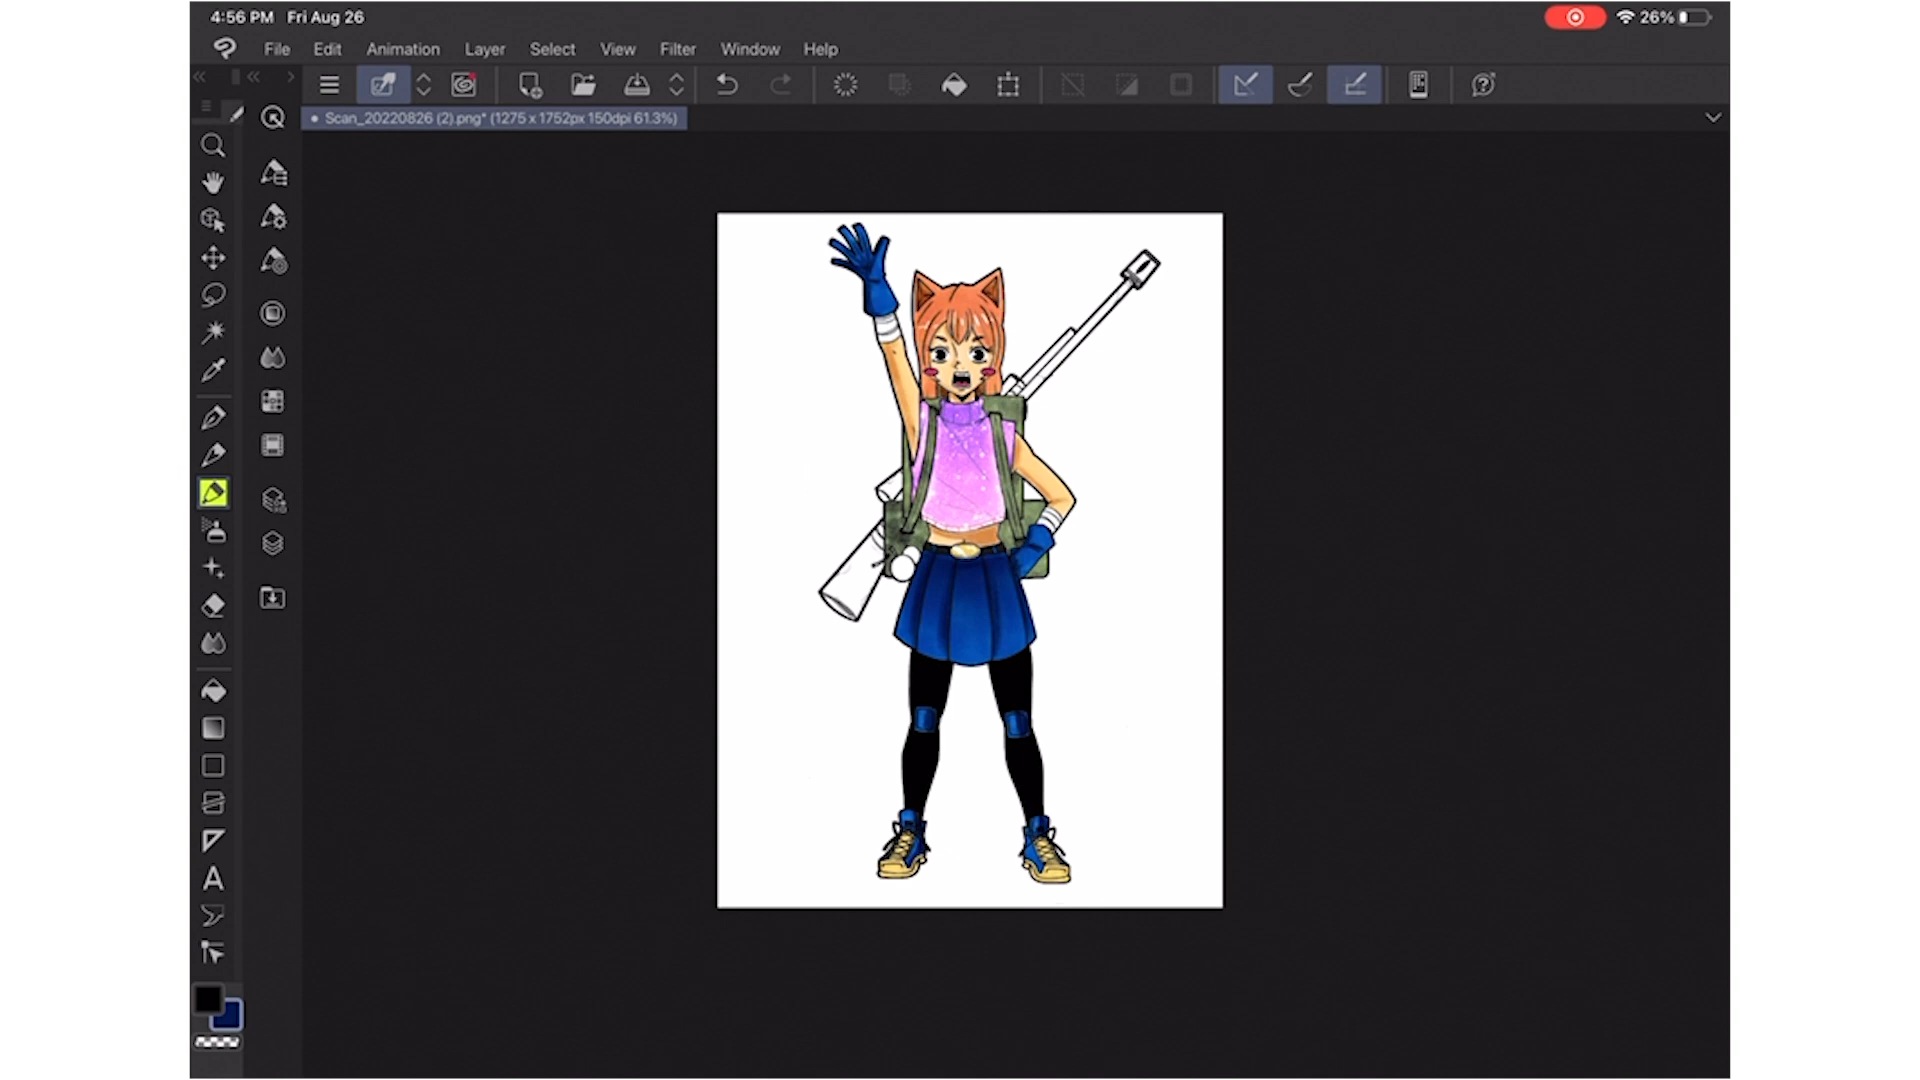 4:56 PM Fri Aug 26
26%
File Edit Animation Layer Select View Filter Window Help
Scan_20220826 (2).png* (1275 x 1752px 150dpi 61.3%)
A